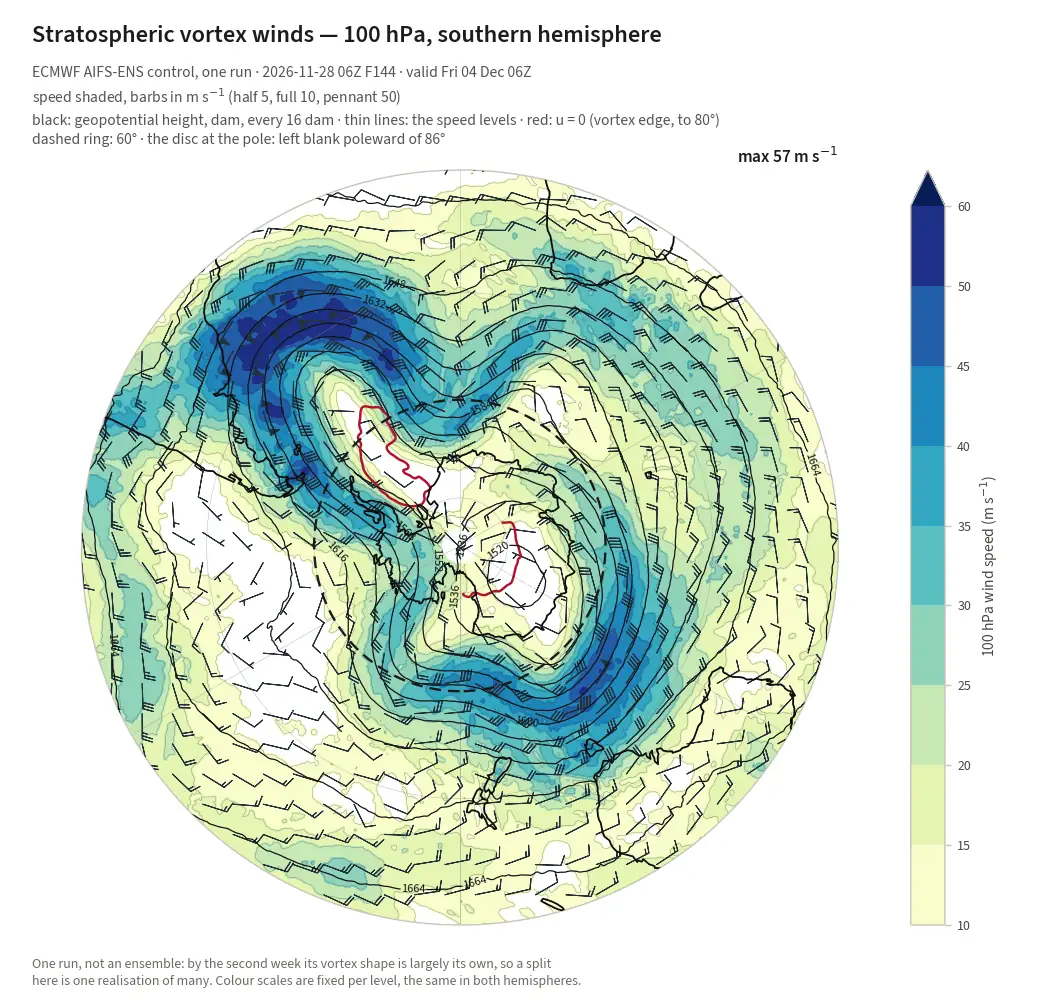 Stratospheric vortex winds — 100 hPa, southern hemisphere
ECMWF AIFS-ENS control, one run · 2026-11-28 06Z F144 · valid Fri 04 Dec 06Z
speed shaded, barbs in m s−1 (half 5, full 10, pennant 50)
black: geopotential height, dam, every 16 dam · thin lines: the speed levels · red: u = 0 (vortex edge, to 80°)
dashed ring: 60° · the disc at the pole: left blank poleward of 86°
max 57 m s−1
60
50
45
40
35
30
25
20
15
10
100 hPa wind speed (m s−1)
1648
1632
1664
1520
1616
1552
1536
1664
1664
One run, not an ensemble: by the second week its vortex shape is largely its own, so a split
here is one realisation of many. Colour scales are fixed per level, the same in both hemispheres.